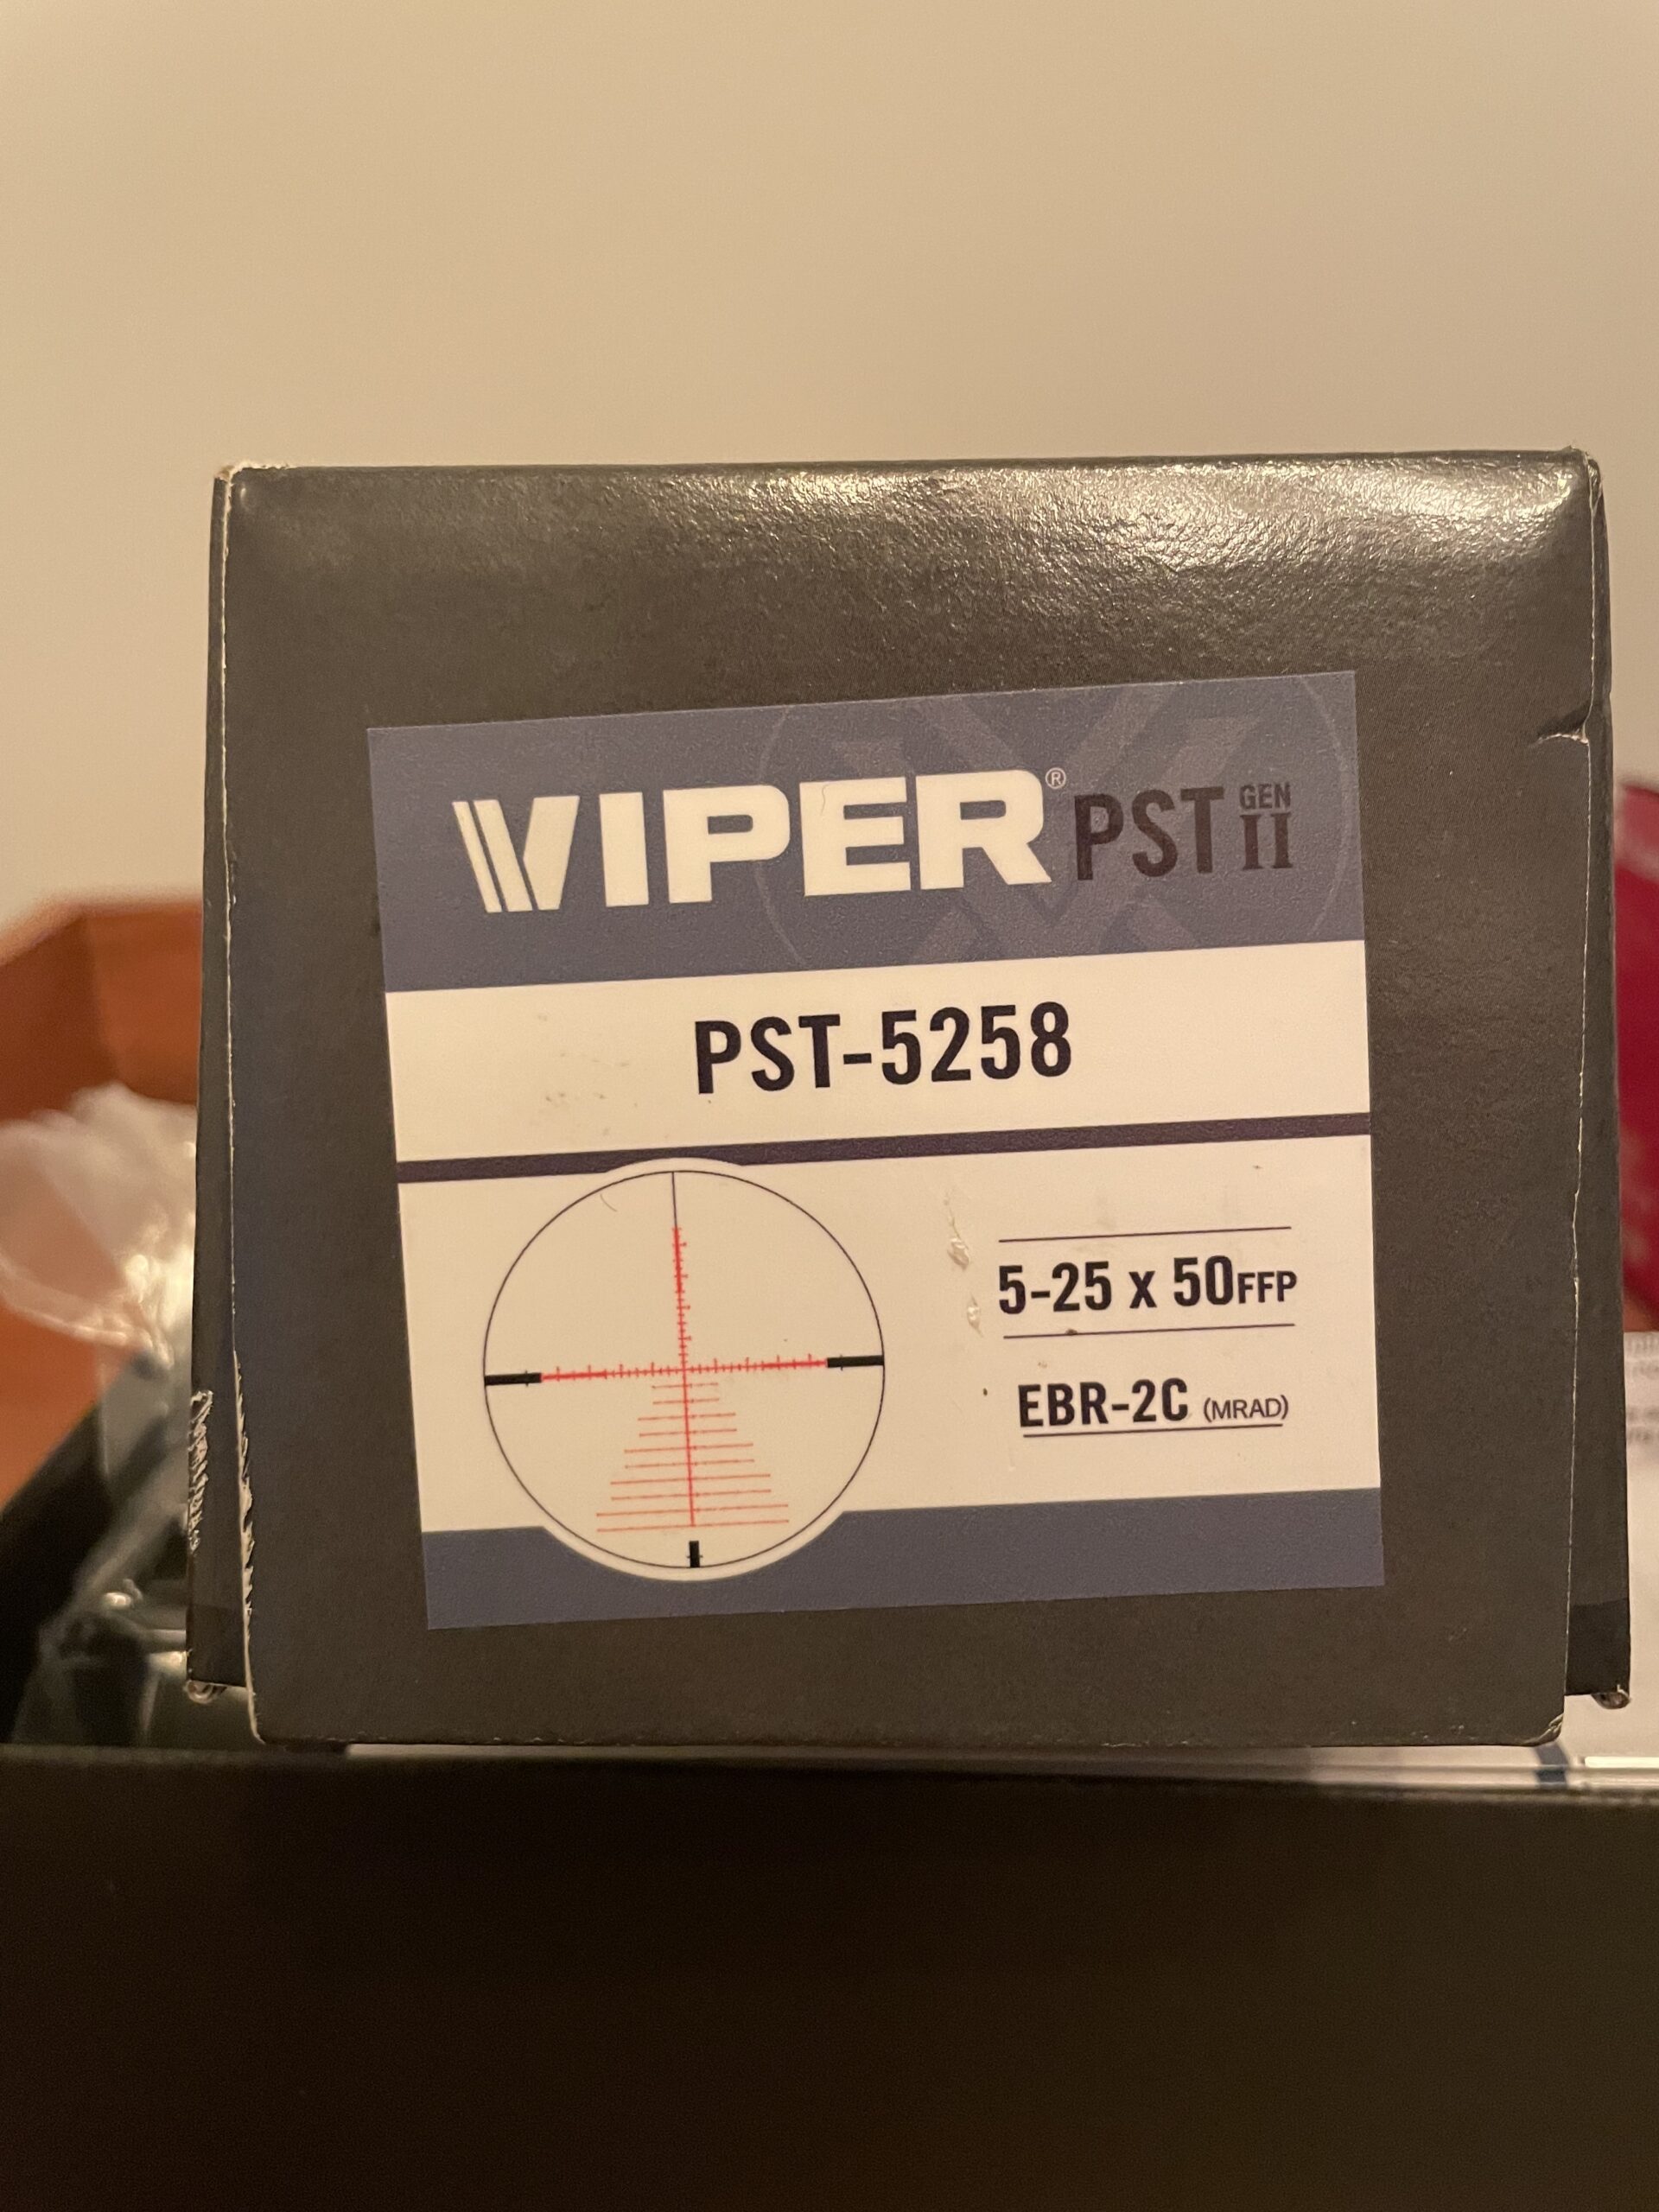 VIPER® PST GEN II
PST-5258
5-25 x 50FFP
EBR-2C (MRAD)